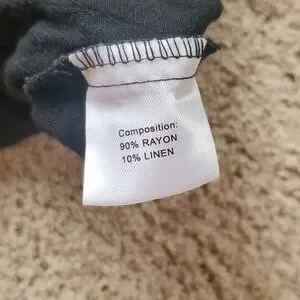 Composition:
90% RAYON
10% LINEN